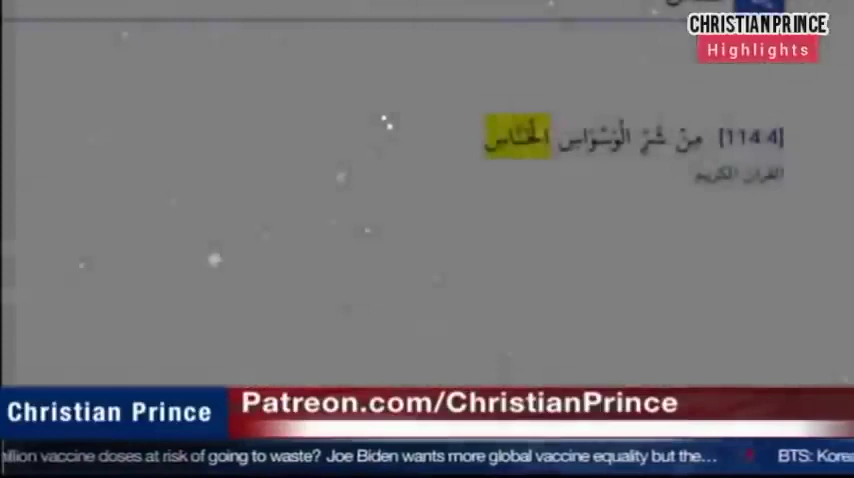 CHRISTIAN PRINCE
Highlights
[114:4] مِنْ شَرِّ الْوَسْوَاسِ الْخَنَّاسِ
القرآن الكريم
Christian Prince
Patreon.com/ChristianPrince
illion vaccine doses at risk of going to waste? Joe Biden wants more global vaccine equality but the...
BTS: Korea